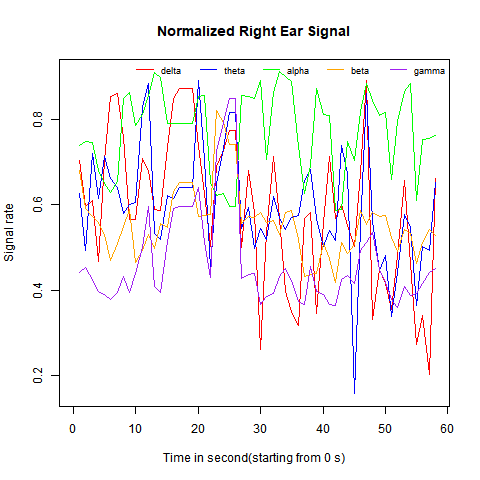 Normalized Right Ear Signal
delta theta alpha beta gamma
0.8
0.6
0.4
0.2
Signal rate
0 10 20 30 40 50 60
Time in second(starting from 0 s)